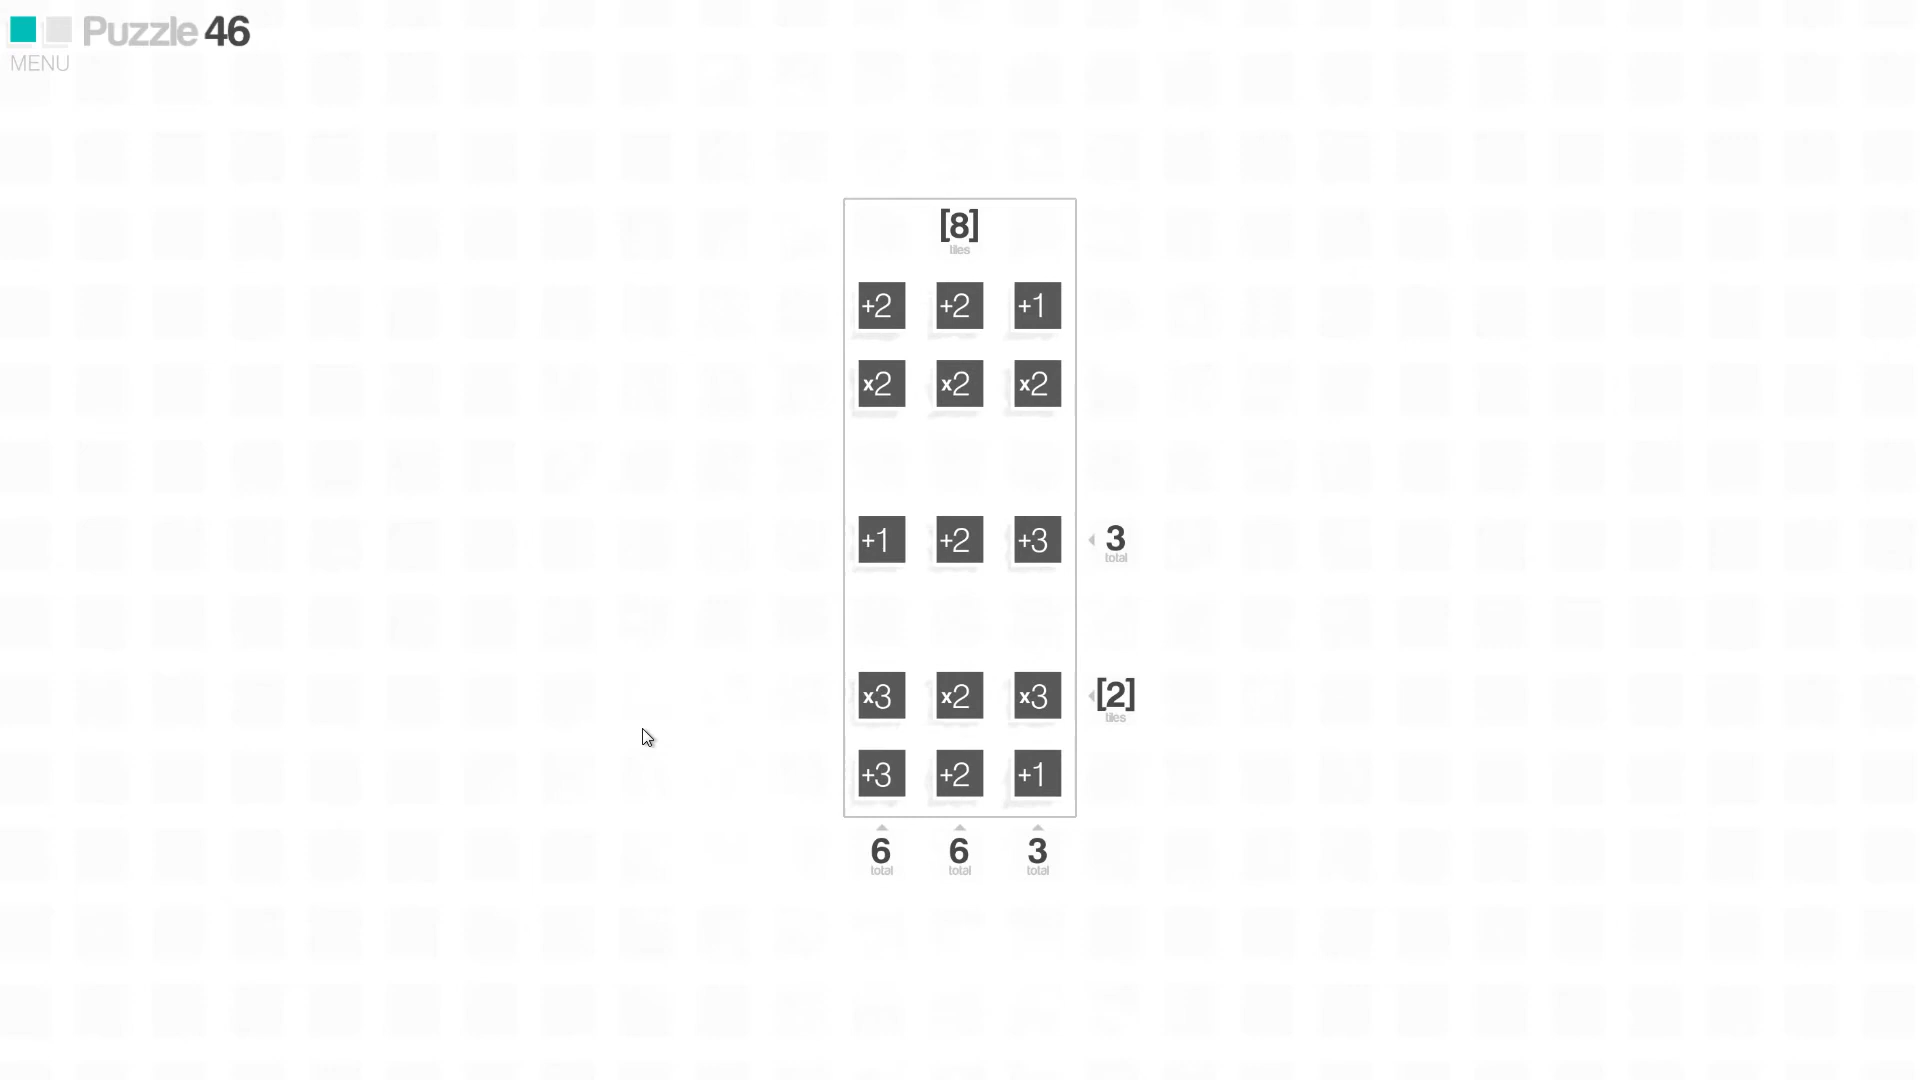 Puzzle 46
MENU
[8]
tiles
+2 +2 +1
x2 x2 x2
+1 +2 +3 3
total
x3 x2 x3 [2]
tiles
+3 +2 +1
6 6 3
total total total